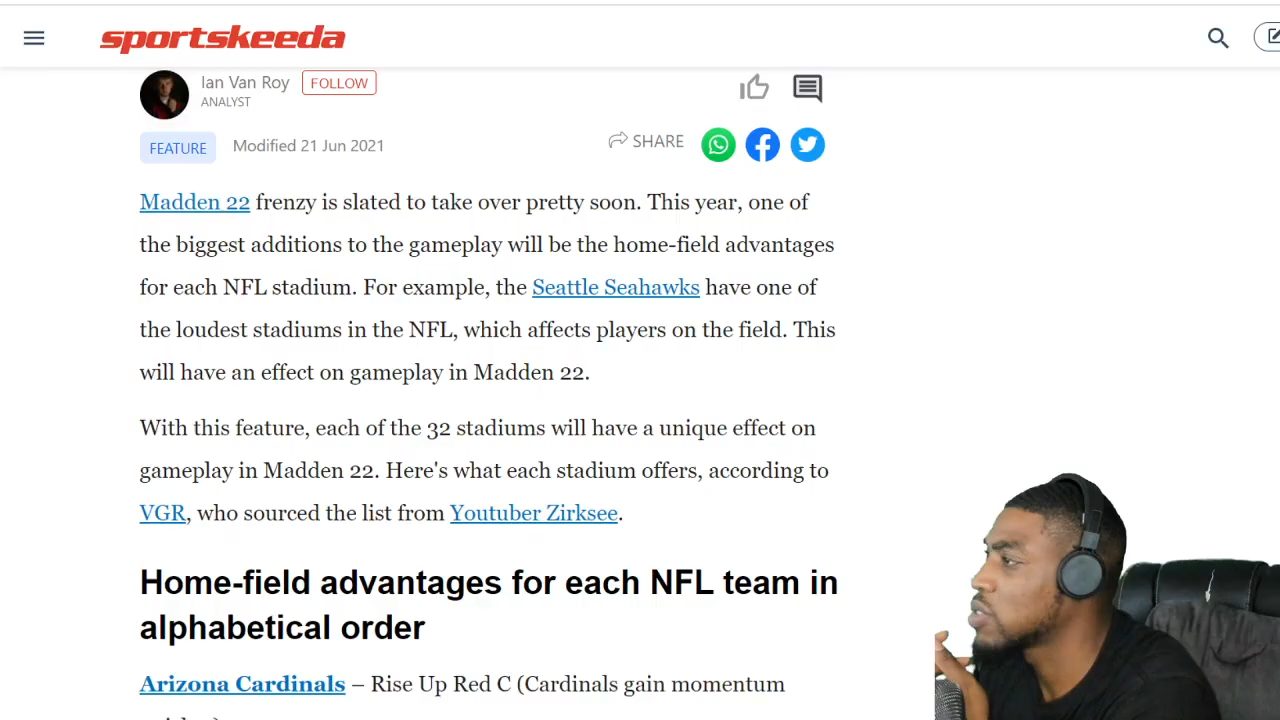 sportskeeda
Ian Van Roy FOLLOW
ANALYST
FEATURE Modified 21 Jun 2021 SHARE
Madden 22 frenzy is slated to take over pretty soon. This year, one of
the biggest additions to the gameplay will be the home-field advantages
for each NFL stadium. For example, the Seattle Seahawks have one of
the loudest stadiums in the NFL, which affects players on the field. This
will have an effect on gameplay in Madden 22.
With this feature, each of the 32 stadiums will have a unique effect on
gameplay in Madden 22. Here's what each stadium offers, according to
VGR, who sourced the list from Youtuber Zirksee.
Home-field advantages for each NFL team in
alphabetical order
Arizona Cardinals – Rise Up Red C (Cardinals gain momentum